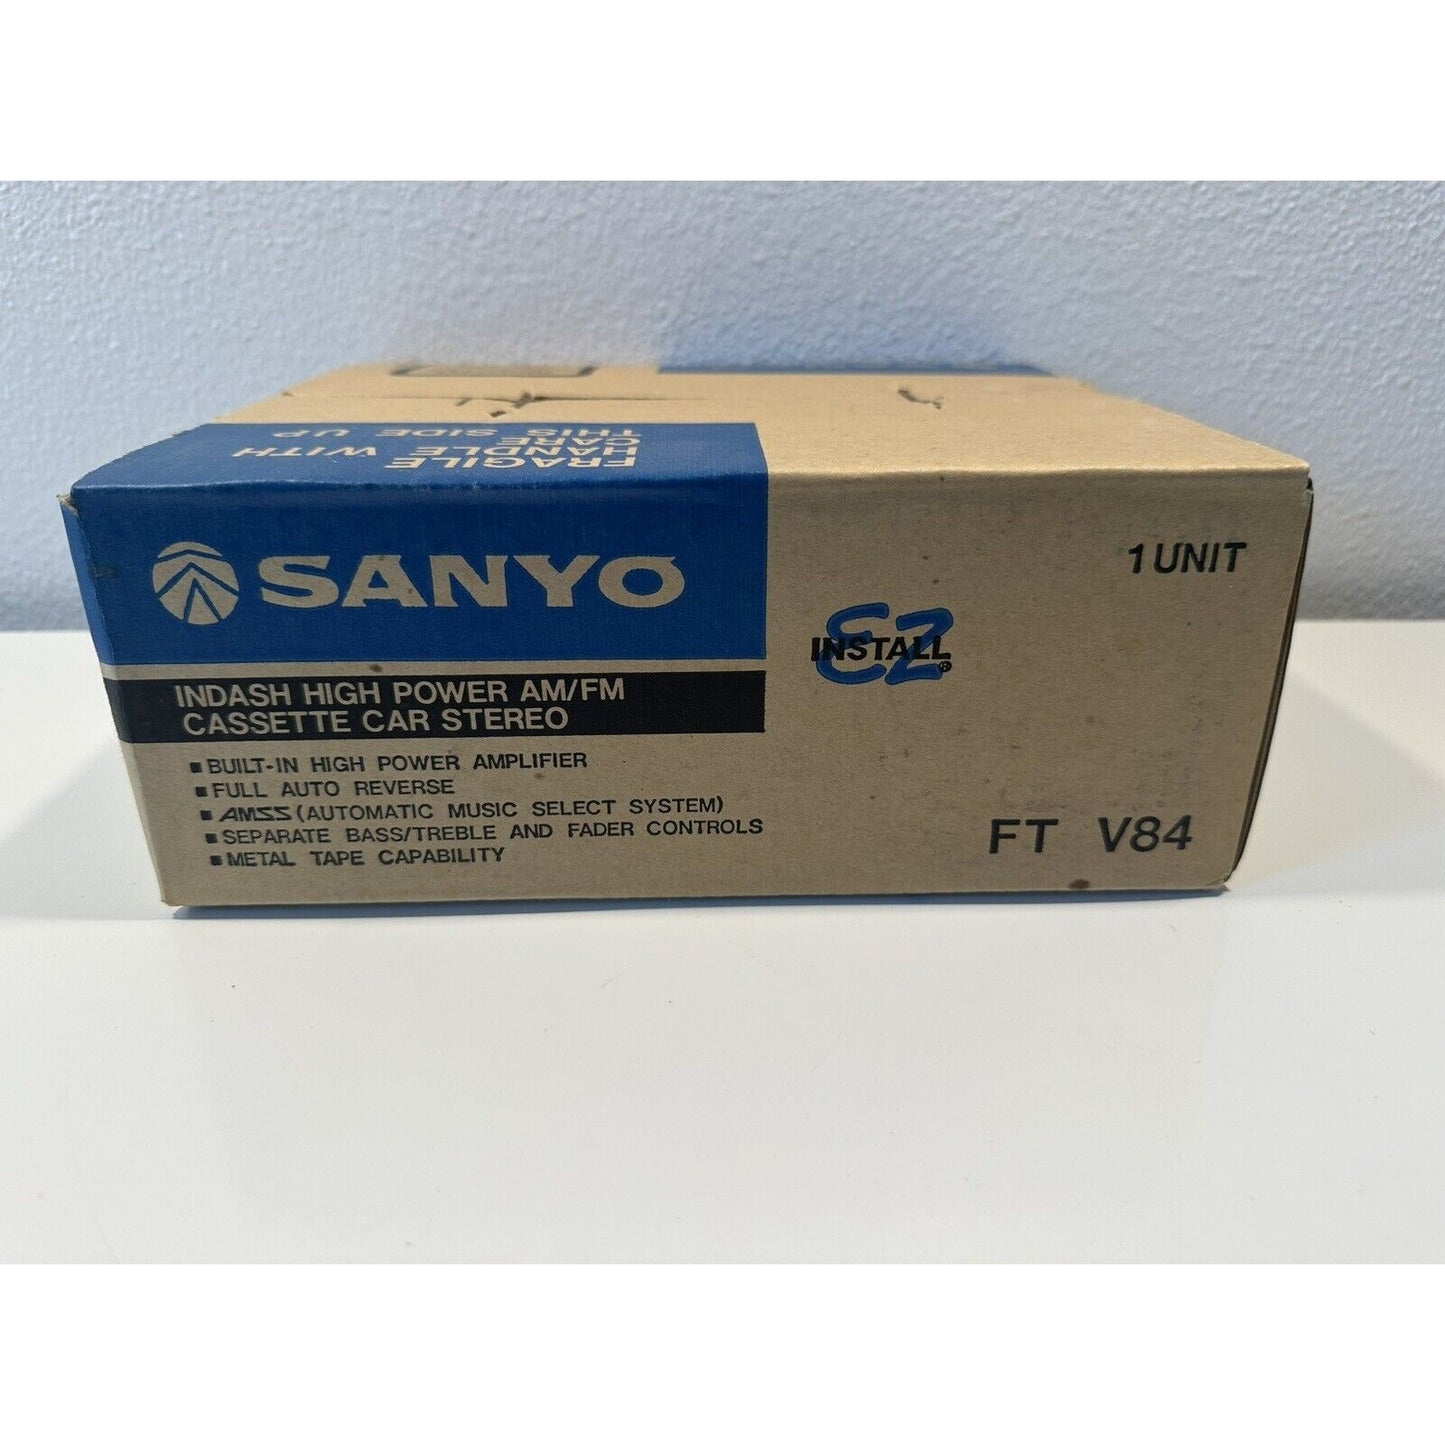 FRAGILE
HANDLE WITH
CARE
THIS SIDE UP
SANYO
INDASH HIGH POWER AM/FM
CASSETTE CAR STEREO
■ BUILT-IN HIGH POWER AMPLIFIER
■ FULL AUTO REVERSE
■ AMSS (AUTOMATIC MUSIC SELECT SYSTEM)
■ SEPARATE BASS/TREBLE AND FADER CONTROLS
■ METAL TAPE CAPABILITY
EZ
INSTALL®
1 UNIT
FT V84